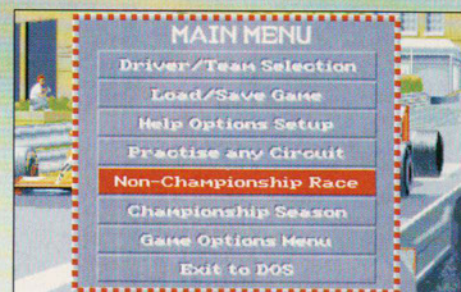 MAIN MENU
Driver/Team Selection
Load/Save Game
Help Options Setup
Practise any Circuit
Non-Championship Race
Championship Season
Game Options Menu
Exit to DOS